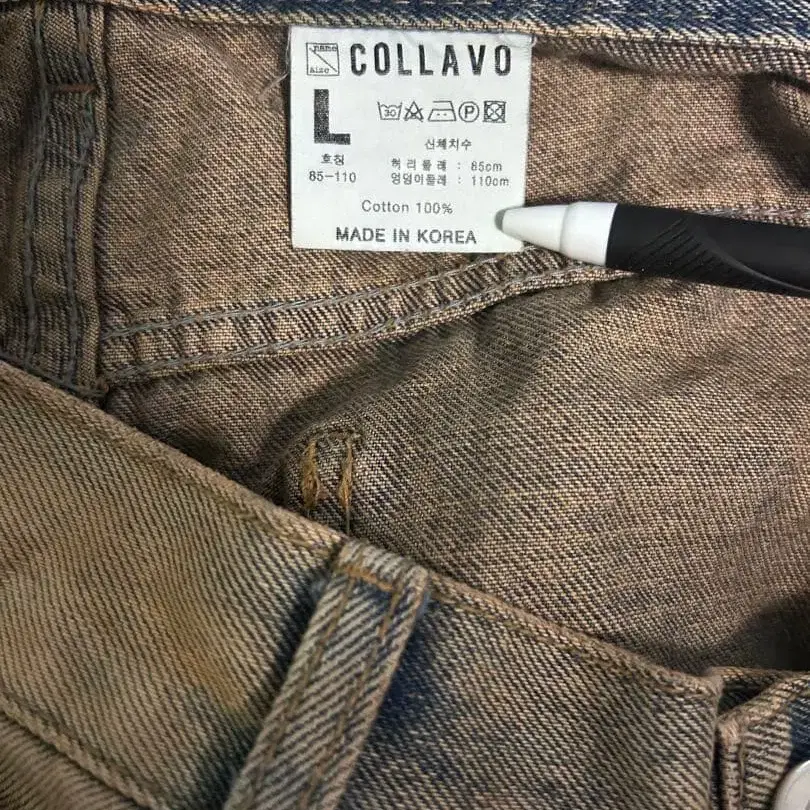 name
size
COLLAVO
L
30
P
호칭
85-110
신체치수
허리둘레 : 85cm
엉덩이둘레 : 110cm
Cotton 100%
MADE IN KOREA